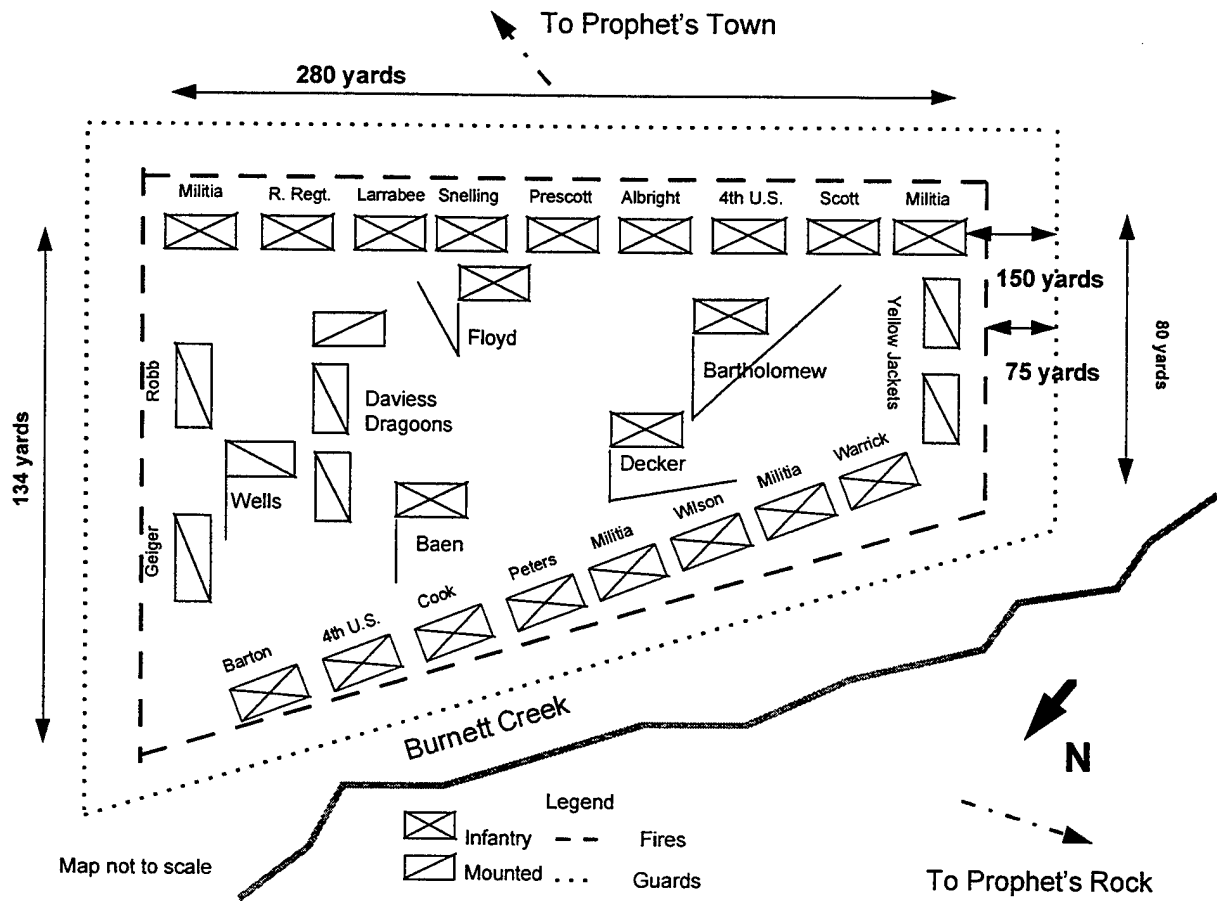 To Prophet's Town
280 yards
Militia R. Regt. Larrabee Snelling Prescott Albright 4th U.S. Scott Militia
150 yards
75 yards
80 yards
134 yards
Floyd
Bartholomew
Yellow Jackets
Robb
Daviess
Dragoons
Decker
Wells
Geiger
Baen
Barton 4th U.S. Cook Peters Militia Wilson Militia Warrick
Burnett Creek
N
Legend
Infantry Fires
Mounted Guards
Map not to scale
To Prophet's Rock